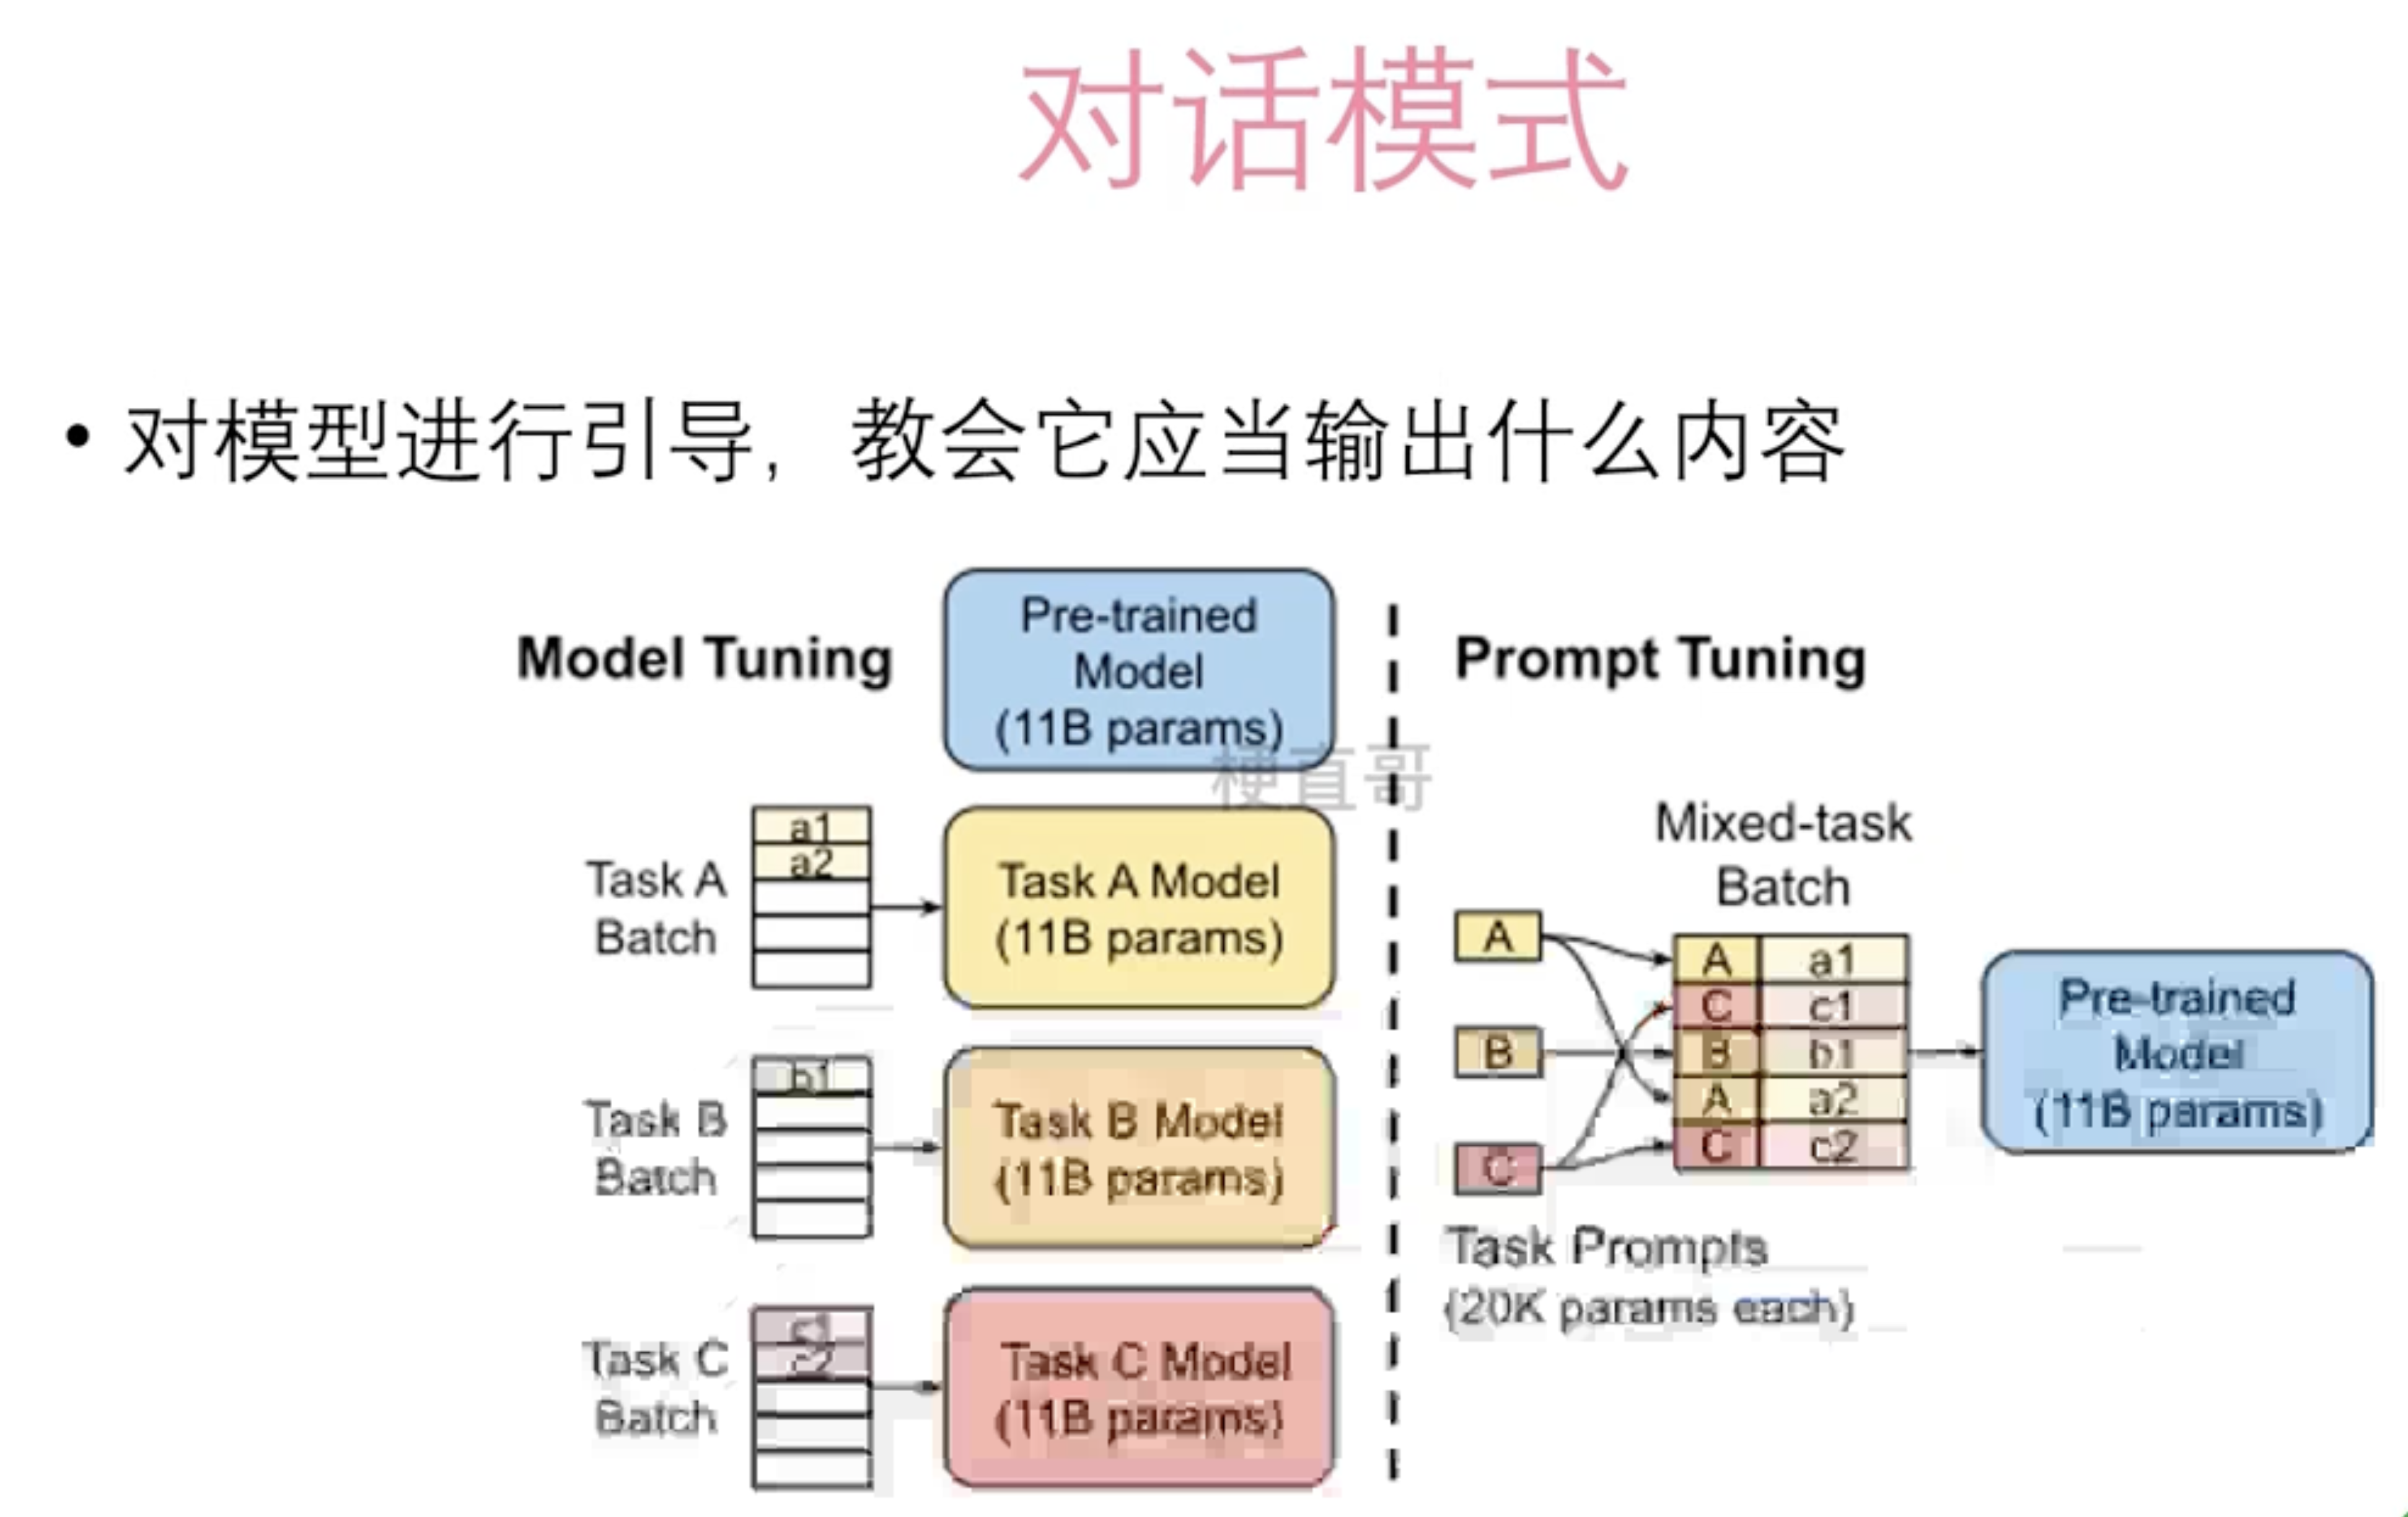 对话模式
• 对模型进行引导，教会它应当输出什么内容
Model Tuning
Pre-trained
Model
(11B params)
Task A
Batch
a1
a2
Task A Model
(11B params)
Task B
Batch
b1
Task B Model
(11B params)
Task C
Batch
c1
c2
Task C Model
(11B params)
Prompt Tuning
Mixed-task
Batch
A
B
C
A a1
C c1
B b1
A a2
C c2
Task Prompts
(20K params each)
Pre-trained
Model
(11B params)
梗直哥